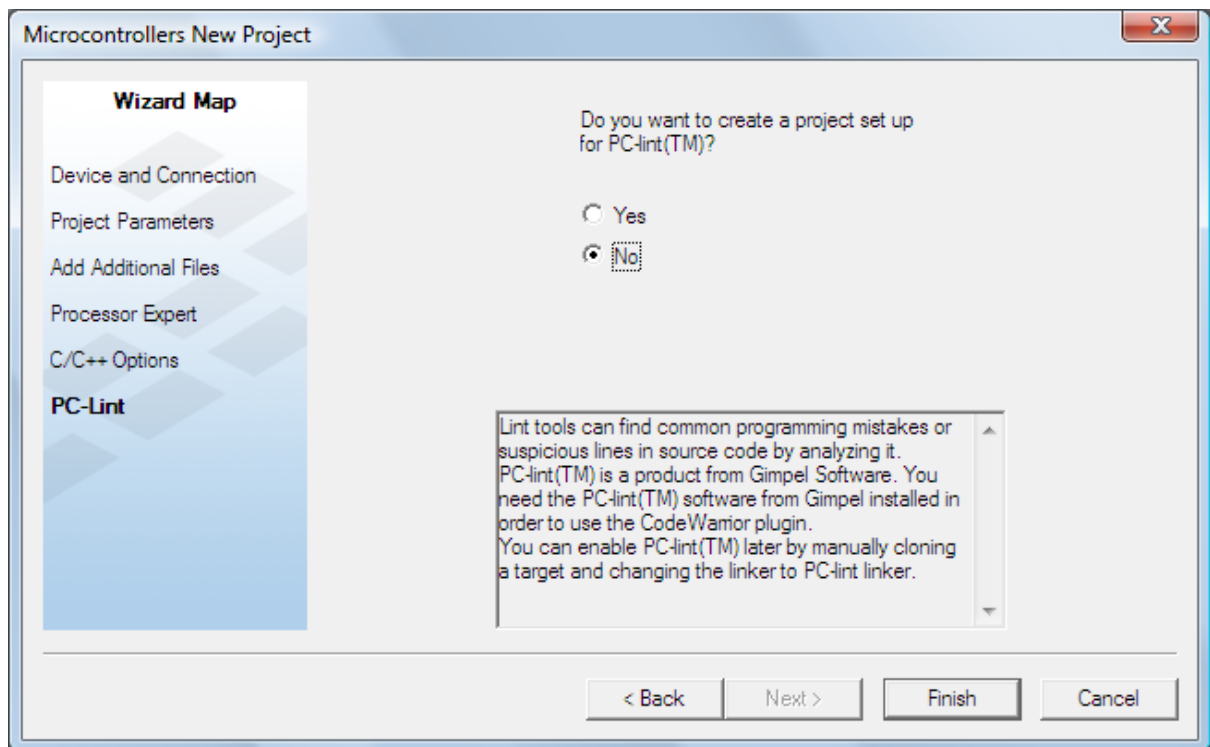 Microcontrollers New Project
Wizard Map
Device and Connection
Project Parameters
Add Additional Files
Processor Expert
C/C++ Options
PC-Lint
Do you want to create a project set up
for PC-lint(TM)?
Yes
No
Lint tools can find common programming mistakes or
suspicious lines in source code by analyzing it.
PC-lint(TM) is a product from Gimpel Software. You
need the PC-lint(TM) software from Gimpel installed in
order to use the CodeWarrior plugin.
You can enable PC-lint(TM) later by manually cloning
a target and changing the linker to PC-lint linker.
< Back
Next >
Finish
Cancel